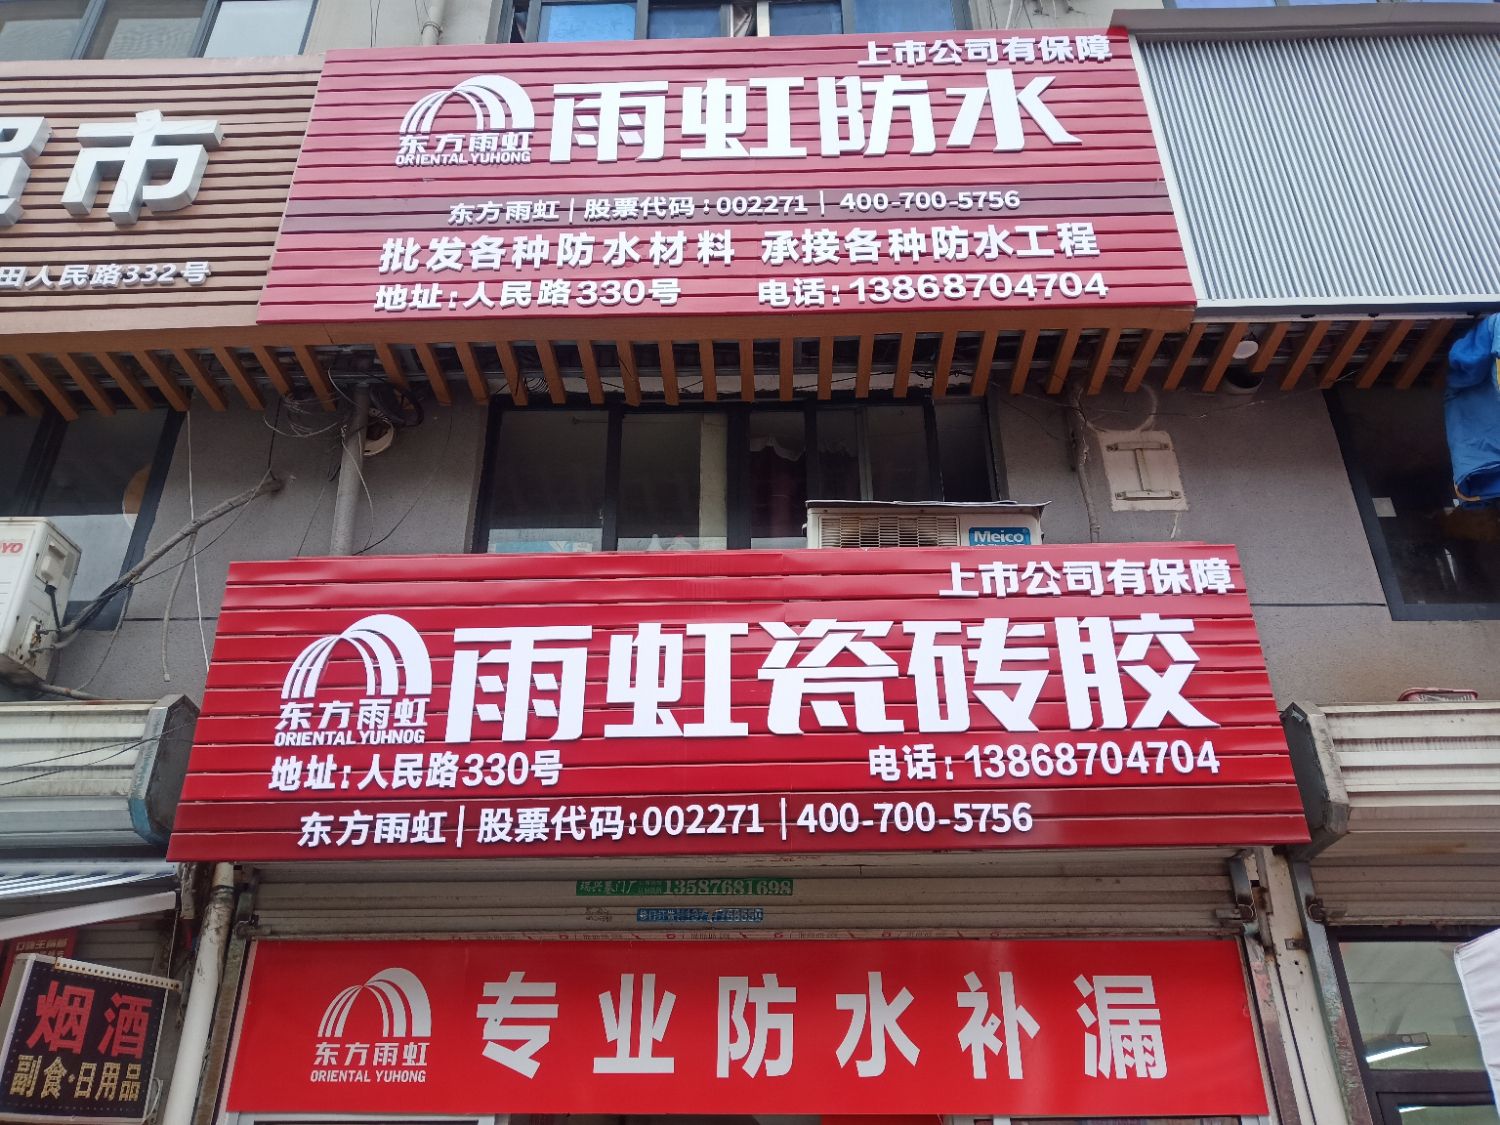 上市公司有保障
东方雨虹
ORIENTAL YUHONG
雨虹防水
东方雨虹 | 股票代码:002271 | 400-700-5756
批发各种防水材料 承接各种防水工程
地址:人民路330号 电话:13868704704
超市
田人民路332号
Meico
上市公司有保障
东方雨虹
ORIENTAL YUHNOG
雨虹瓷砖胶
地址:人民路330号 电话:13868704704
东方雨虹 | 股票代码:002271 | 400-700-5756
13587681698
东方雨虹
ORIENTAL YUHONG
专业防水补漏
烟酒
副食·日用品